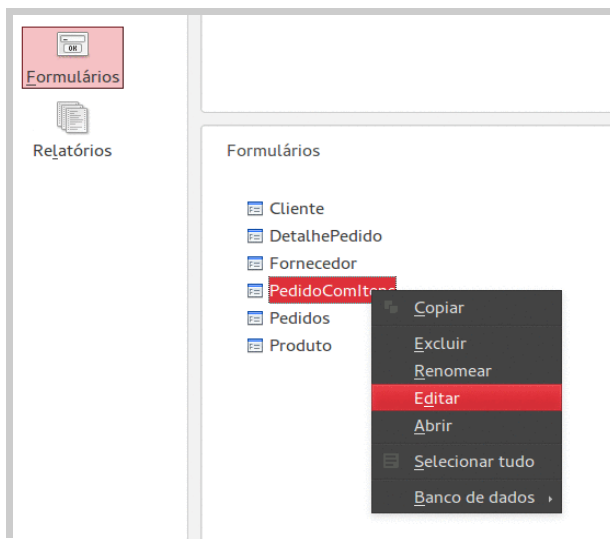 OK
Formulários
Relatórios
Formulários
Cliente
DetalhePedido
Fornecedor
PedidoComItens
Pedidos
Produto
Copiar
Excluir
Renomear
Editar
Abrir
Selecionar tudo
Banco de dados